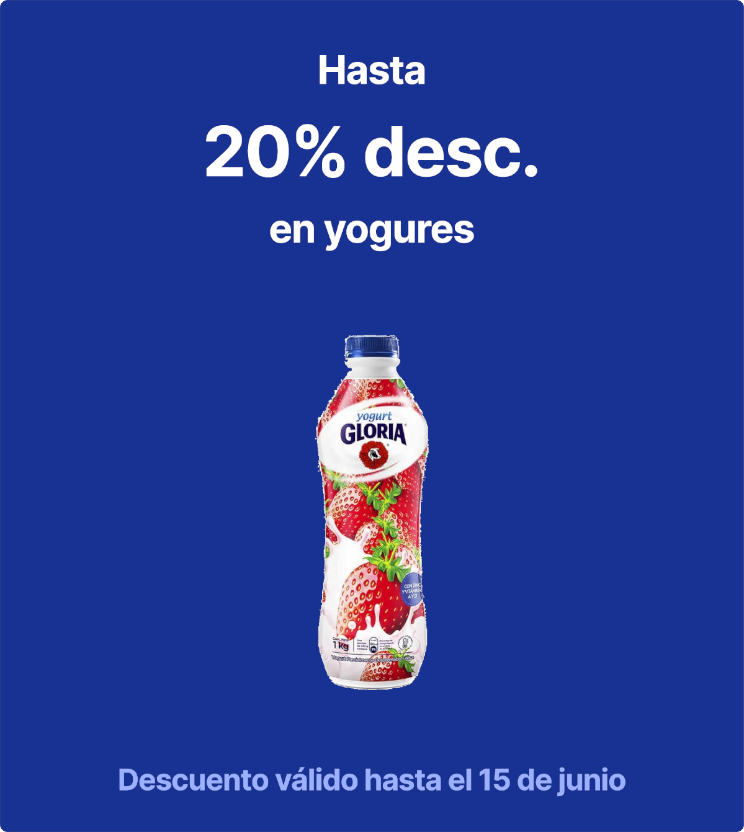 Hasta
20% desc.
en yogures
yogurt
GLORIA
1 Kg
Descuento válido hasta el 15 de junio